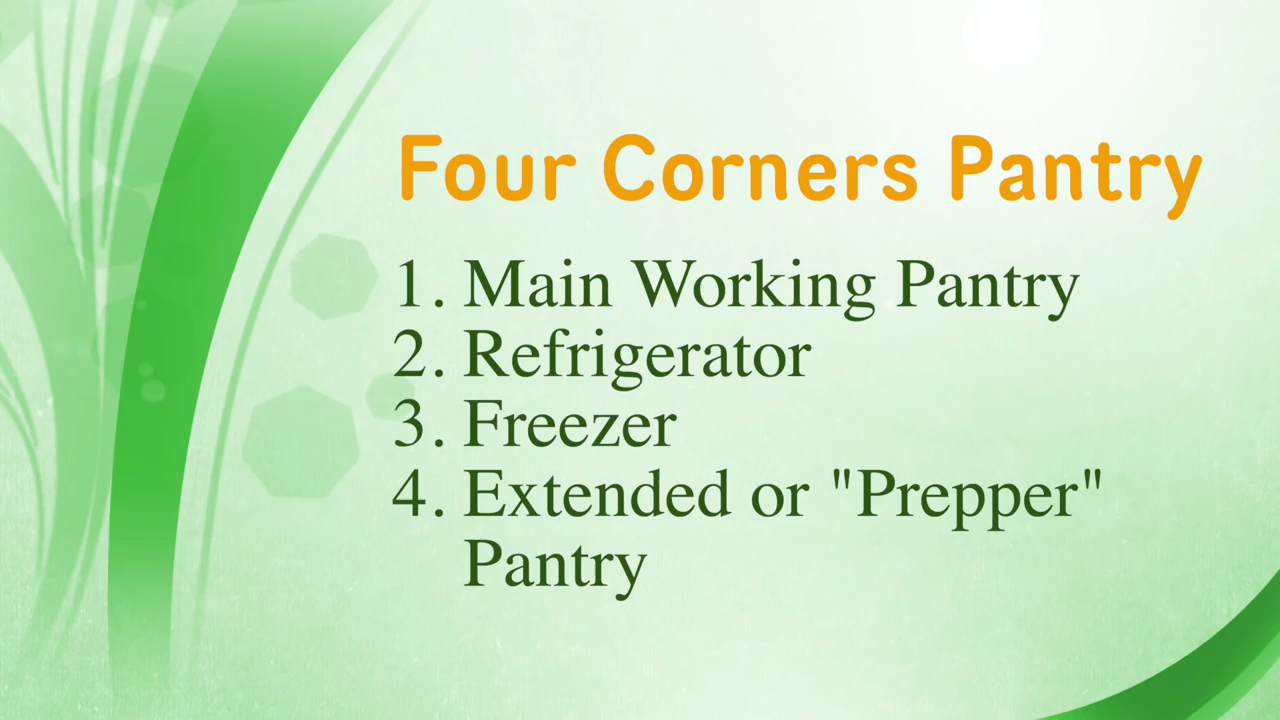 Four Corners Pantry
1. Main Working Pantry
2. Refrigerator
3. Freezer
4. Extended or "Prepper"
Pantry